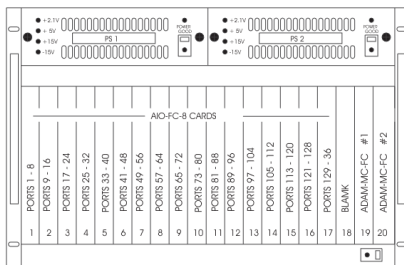 +2.1V
+ 5V
+15V
-15V
PS 1
POWER GOOD
+2.1V
+ 5V
+15V
-15V
PS 2
POWER GOOD
AIO-FC-8 CARDS
PORTS 1 - 8
PORTS 9 - 16
PORTS 17 - 24
PORTS 25 - 32
PORTS 33 - 40
PORTS 41 - 48
PORTS 49 - 56
PORTS 57 - 64
PORTS 65 - 72
PORTS 73 - 80
PORTS 81 - 88
PORTS 89 - 96
PORTS 97 - 104
PORTS 105 - 112
PORTS 113 - 120
PORTS 121 - 128
PORTS 129 - 36
BLAMK
ADAM-MC-FC #1
ADAM-MC-FC #2
1 2 3 4 5 6 7 8 9 10 11 12 13 14 15 16 17 18 19 20